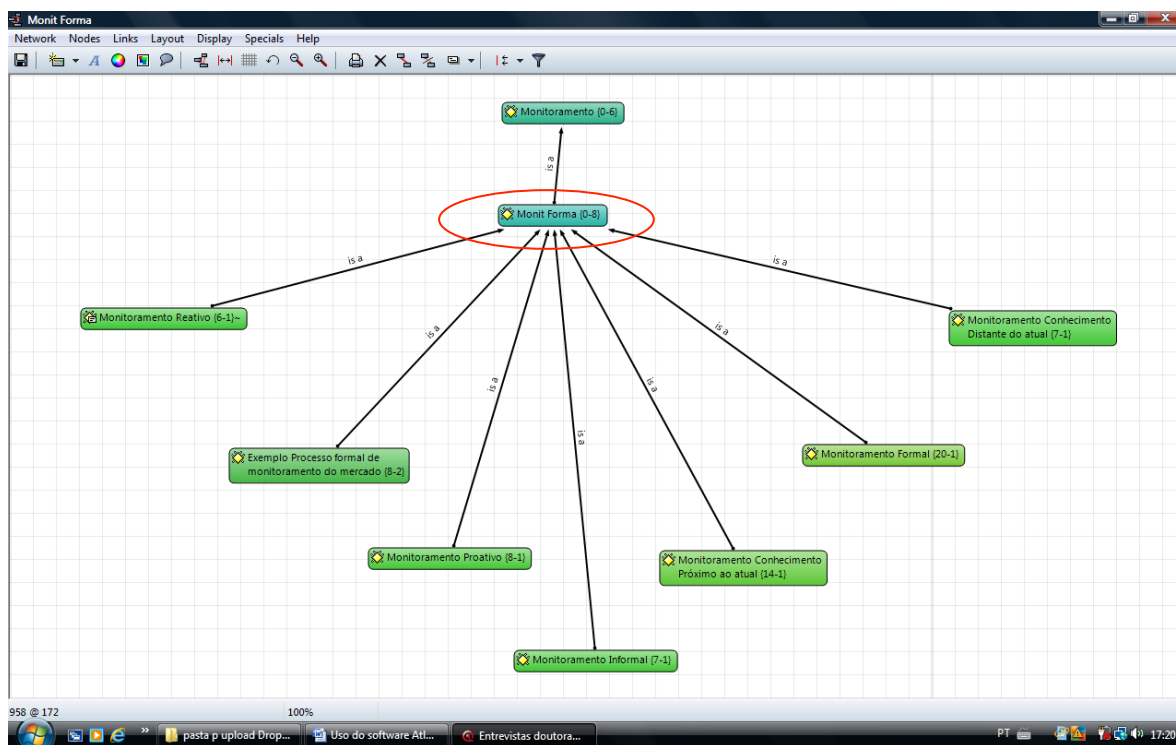 Monit Forma
Network Nodes Links Layout Display Specials Help
Monitoramento {0-6}
is a
Monit Forma {0-8}
is a
is a
Monitoramento Reativo {6-1}~
Monitoramento Conhecimento
Distante do atual {7-1}
is a
is a
is a
is a
is a
Exemplo Processo formal de
monitoramento do mercado {8-2}
Monitoramento Formal {20-1}
Monitoramento Proativo {8-1}
Monitoramento Conhecimento
Próximo ao atual {14-1}
Monitoramento Informal {7-1}
958 @ 172 100%
pasta p upload Drop... Uso do software Atl... Entrevistas doutora... PT 17:20